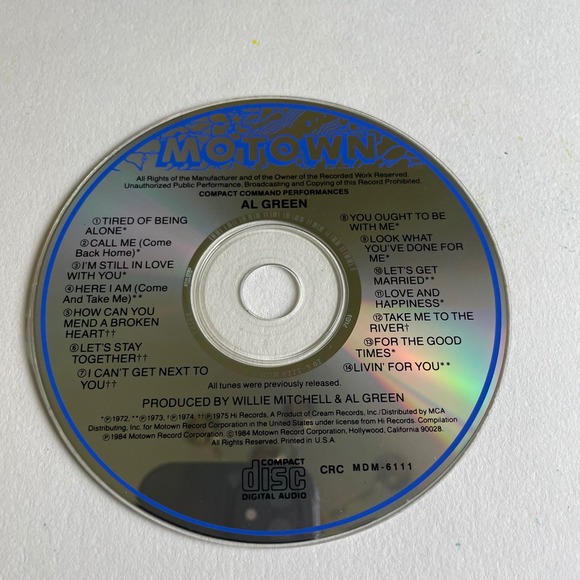 MOTOWN
All Rights of the Manufacturer and of the Owner of the Recorded Work Reserved.
Unauthorized Public Performance, Broadcasting and Copying of this Record Prohibited.
COMPACT COMMAND PERFORMANCES
AL GREEN
①TIRED OF BEING
ALONE*
②CALL ME (Come
Back Home)*
③I'M STILL IN LOVE
WITH YOU*
④HERE I AM (Come
And Take Me)**
⑤HOW CAN YOU
MEND A BROKEN
HEART††
⑥LET'S STAY
TOGETHER††
⑦I CAN'T GET NEXT TO
YOU††
⑧YOU OUGHT TO BE
WITH ME*
⑨LOOK WHAT
YOU'VE DONE FOR
ME*
⑩LET'S GET
MARRIED**
⑪LOVE AND
HAPPINESS*
⑫TAKE ME TO THE
RIVER†
⑬FOR THE GOOD
TIMES*
⑭LIVIN' FOR YOU**
All tunes were previously released.
PRODUCED BY WILLIE MITCHELL & AL GREEN
*Ⓟ1972, **Ⓟ1973, †Ⓟ1974, ††Ⓟ1975 Hi Records, A Product of Cream Records, Inc./Distributed by MCA
Distributing, Inc. for Motown Record Corporation in the United States under license from Hi Records. Compilation
Ⓟ1984 Motown Record Corporation. ©1984 Motown Record Corporation, Hollywood, California 90028.
All Rights Reserved. Printed in U.S.A.
COMPACT
disc
DIGITAL AUDIO
CRC MDM-6111